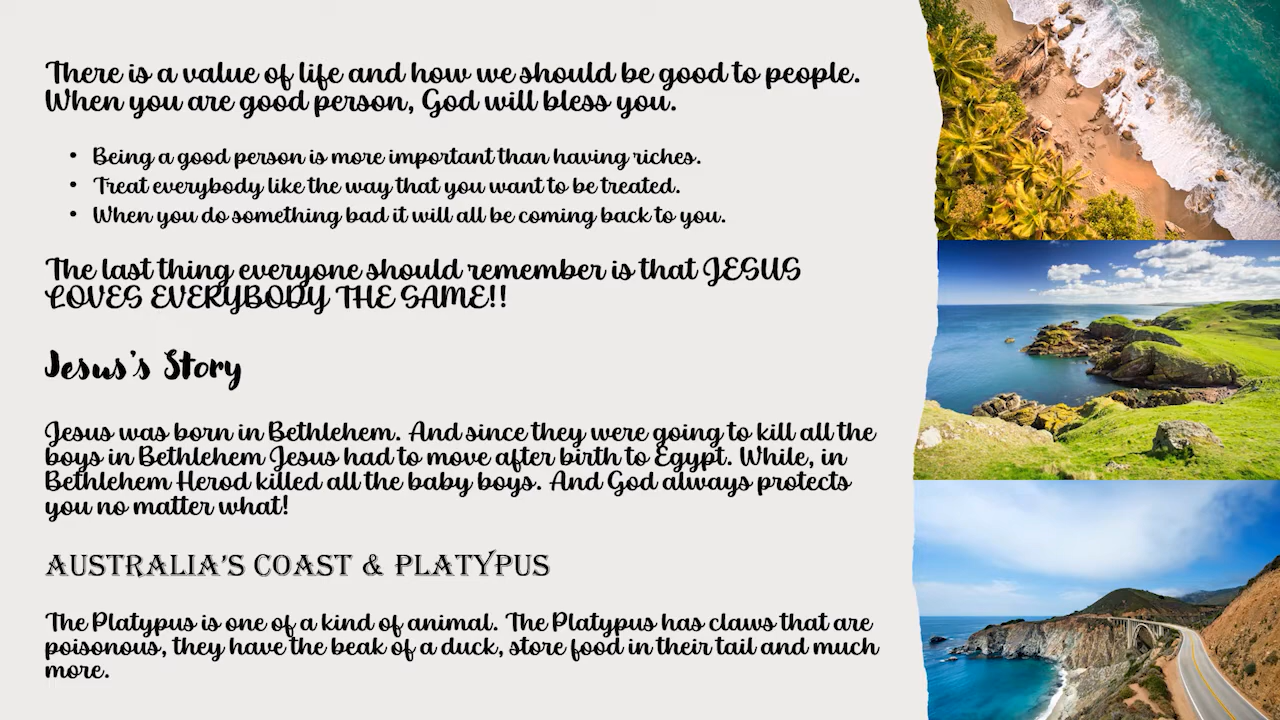 There is a value of life and how we should be good to people.
When you are good person, God will bless you.
• Being a good person is more important than having riches.
• Treat everybody like the way that you want to be treated.
• When you do something bad it will all be coming back to you.
The last thing everyone should remember is that JESUS
LOVES EVERYBODY THE SAME!!
Jesus's Story
Jesus was born in Bethlehem. And since they were going to kill all the
boys in Bethlehem Jesus had to move after birth to Egypt. While, in
Bethlehem Herod killed all the baby boys. And God always protects
you no matter what!
AUSTRALIA'S COAST & PLATYPUS
The Platypus is one of a kind of animal. The Platypus has claws that are
poisonous, they have the beak of a duck, store food in their tail and much
more.